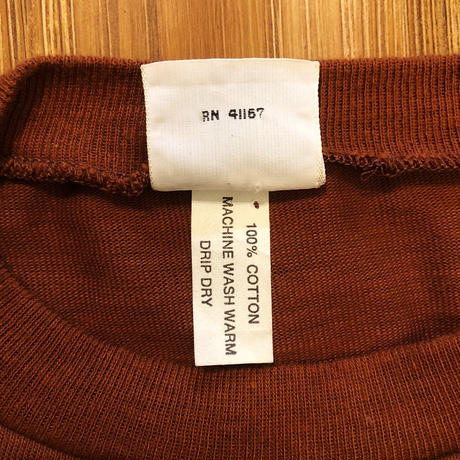 RN 41167
100% COTTON
MACHINE WASH WARM
DRIP DRY